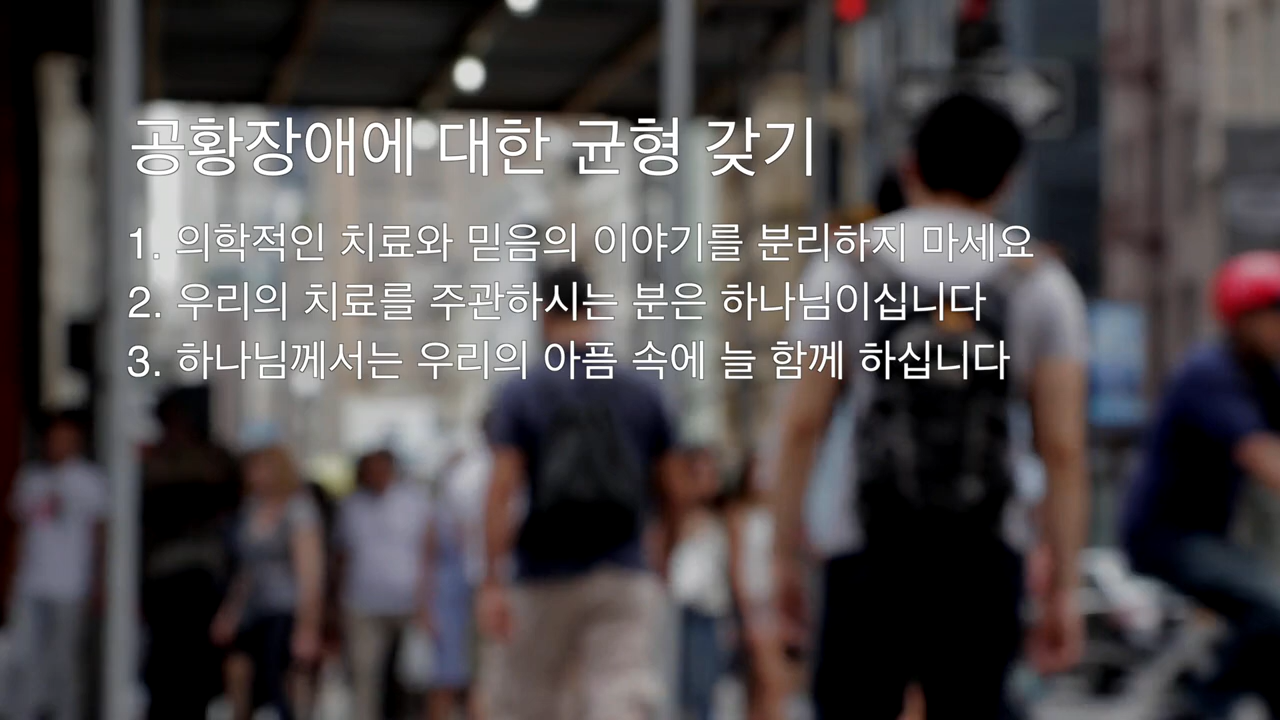 공황장애에 대한 균형 갖기
1. 의학적인 치료와 믿음의 이야기를 분리하지 마세요
2. 우리의 치료를 주관하시는 분은 하나님이십니다
3. 하나님께서는 우리의 아픔 속에 늘 함께 하십니다